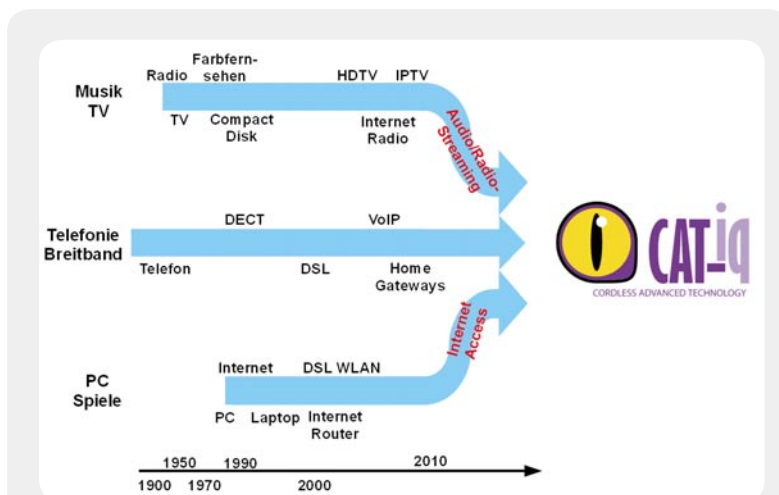 Musik
TV
Radio
Farbfern-
sehen
HDTV
IPTV
TV
Compact
Disk
Internet
Radio
Audio/Radio-
Streaming
Telefonie
Breitband
DECT
VoIP
Telefon
DSL
Home
Gateways
CAT-iq
CORDLESS ADVANCED TECHNOLOGY
PC
Spiele
Internet
DSL WLAN
PC
Laptop
Internet
Router
Internet
Access
1950
1990
2010
1900
1970
2000